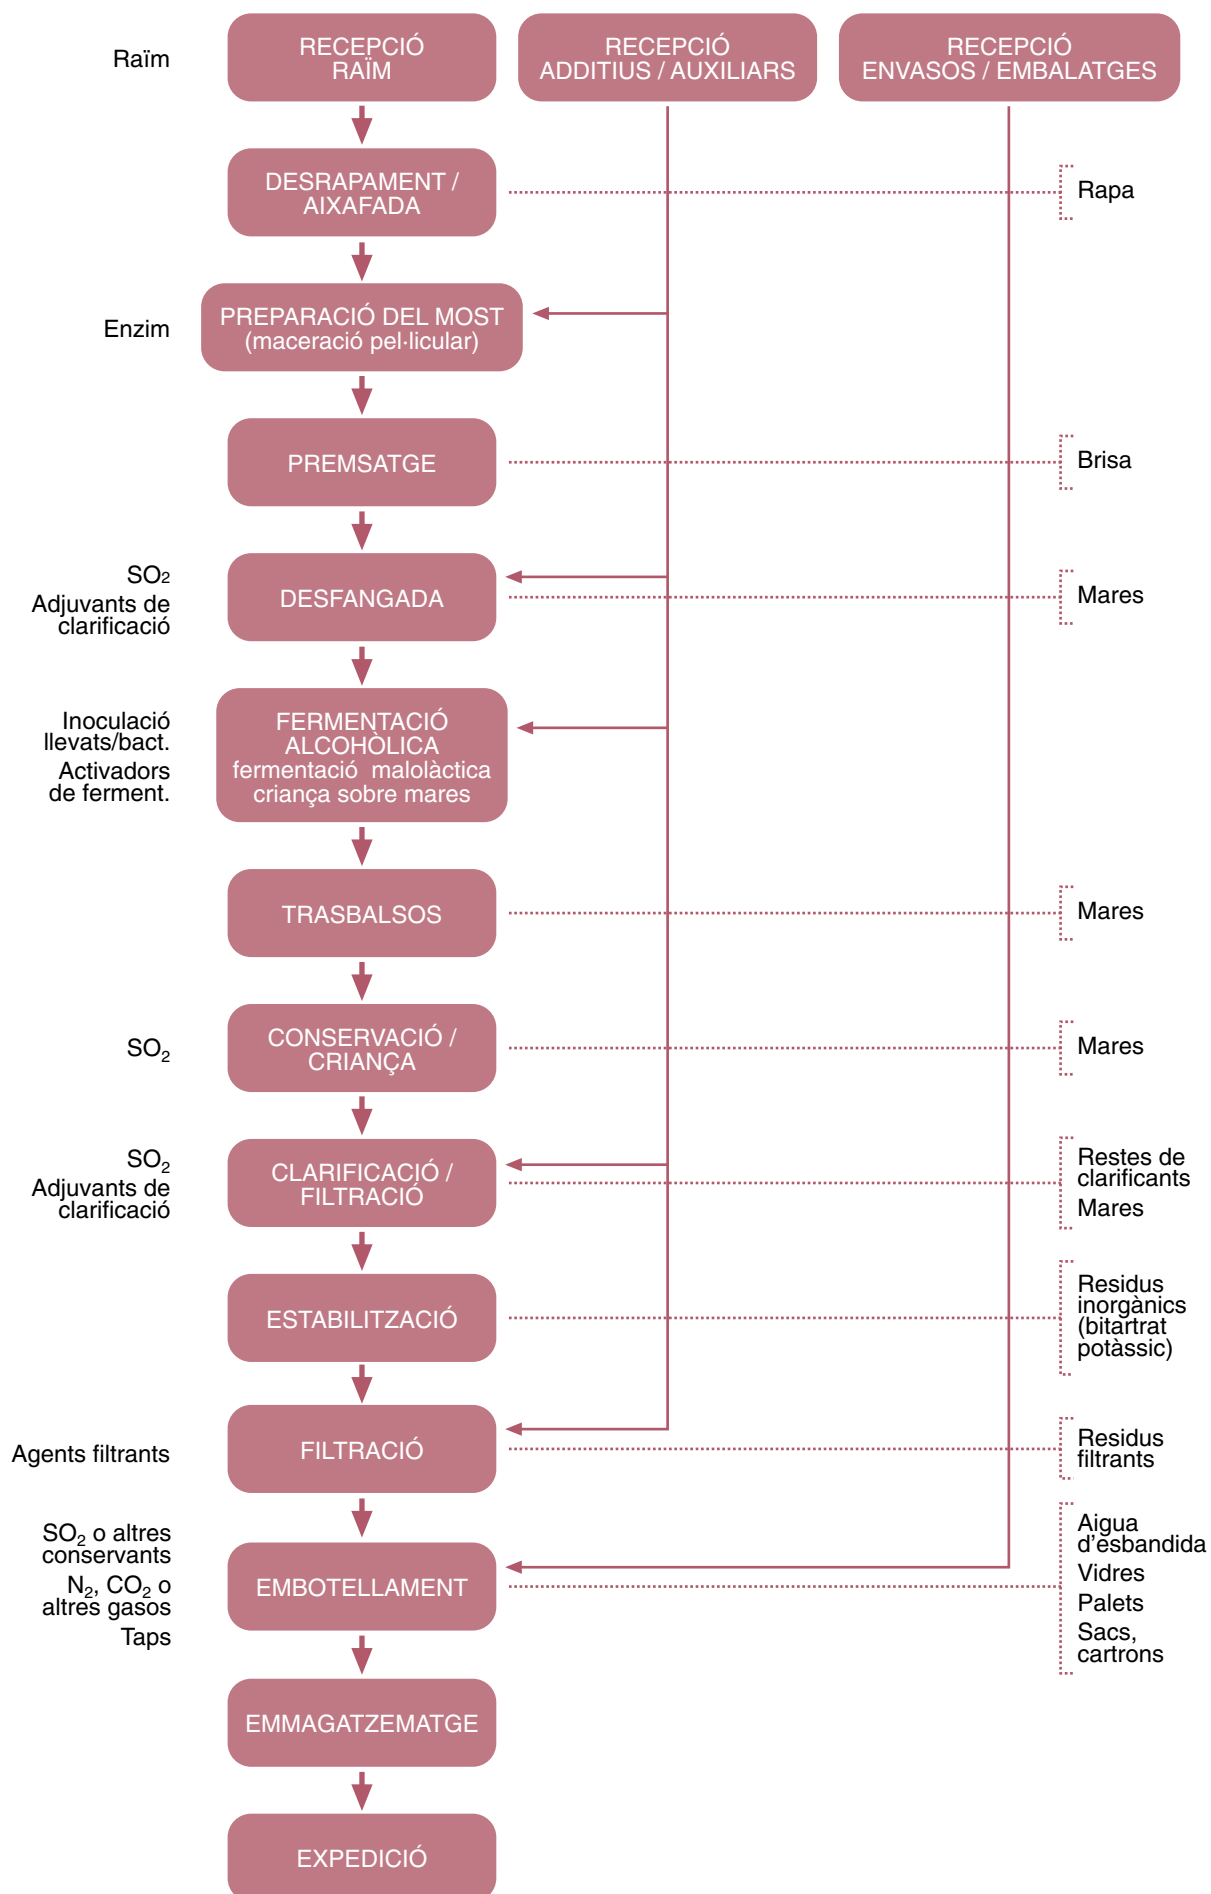 Raïm
RECEPCIÓ
RAÏM
RECEPCIÓ
ADDITIUS / AUXILIARS
RECEPCIÓ
ENVASOS / EMBALATGES
DESRAPAMENT /
AIXAFADA
Rapa
Enzim
PREPARACIÓ DEL MOST
(maceració pel·licular)
PREMSATGE
Brisa
SO₂
Adjuvants de
clarificació
DESFANGADA
Mares
Inoculació
llevats/bact.
Activadors
de ferment.
FERMENTACIÓ
ALCOHÒLICA
fermentació malolàctica
criança sobre mares
TRASBALSOS
Mares
SO₂
CONSERVACIÓ /
CRIANÇA
Mares
SO₂
Adjuvants de
clarificació
CLARIFICACIÓ /
FILTRACIÓ
Restes de
clarificants
Mares
ESTABILITZACIÓ
Residus
inorgànics
(bitartrat
potàssic)
Agents filtrants
FILTRACIÓ
Residus
filtrants
SO₂ o altres
conservants
N₂, CO₂ o
altres gasos
Taps
EMBOTELLAMENT
Aigua
d'esbandida
Vidres
Palets
Sacs,
cartrons
EMMAGATZEMATGE
EXPEDICIÓ